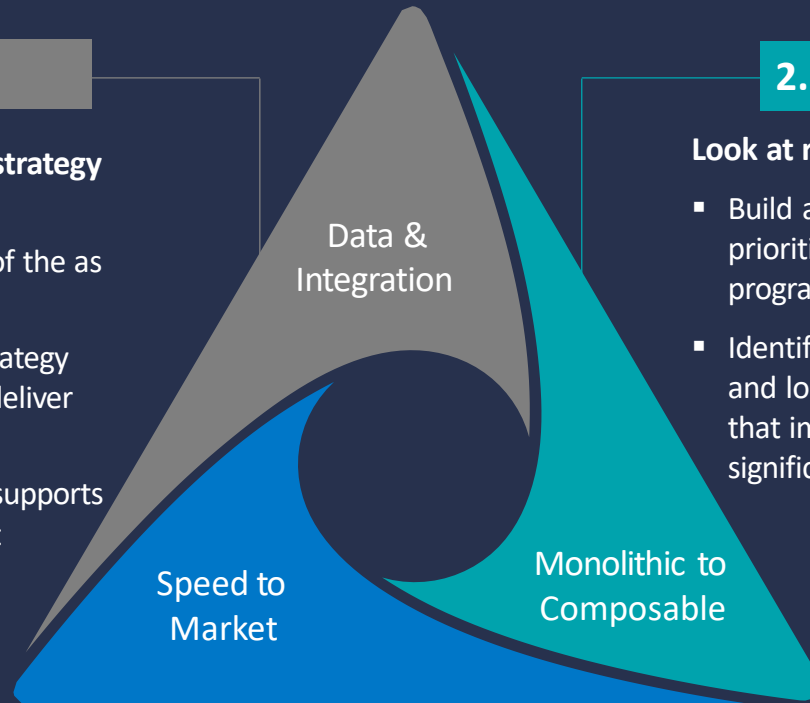 strategy
of the as
ategy
deliver
supports
Data &
Integration
Speed to
Market
Monolithic to
Composable
2.
Look at
▪ Build
prioriti
progra
▪ Identif
and lo
that in
signific